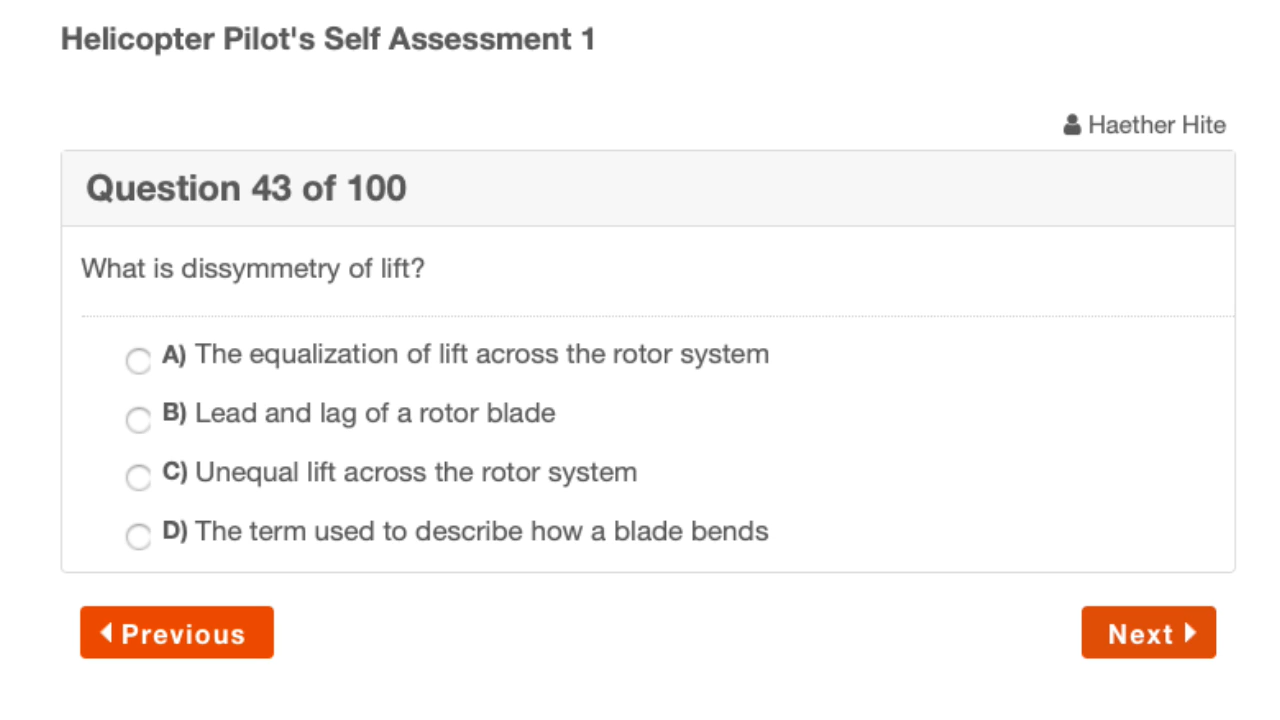 Helicopter Pilot's Self Assessment 1
Haether Hite
Question 43 of 100
What is dissymmetry of lift?
A) The equalization of lift across the rotor system
B) Lead and lag of a rotor blade
C) Unequal lift across the rotor system
D) The term used to describe how a blade bends
Previous
Next